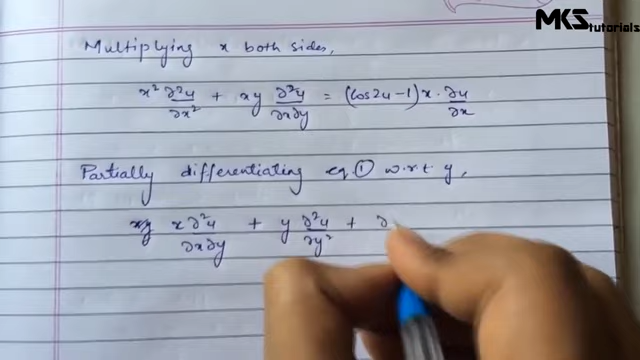 MKS tutorials
Multiplying x both sides,
x² ∂²u/∂x² + xy ∂²u/∂x∂y = (cos2u-1)x. ∂u/∂x
Partially differentiating eq. ① w.r.t y,
x ∂²u/∂x∂y + y ∂²u/∂y² + ∂